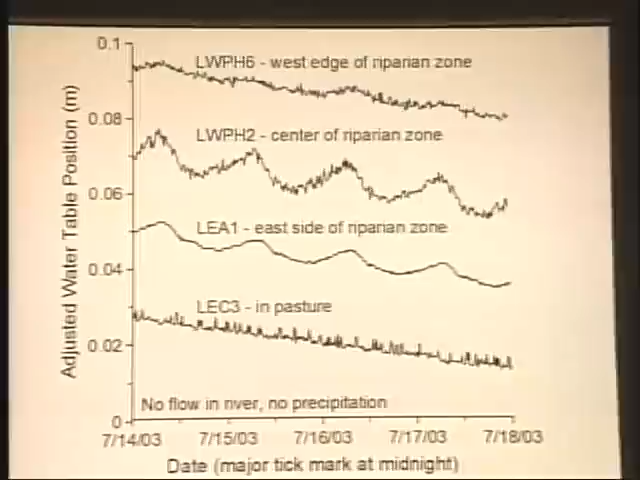 0.1
LWPH6 - west edge of riparian zone
0.08
LWPH2 - center of riparian zone
0.06
LEA1 - east side of riparian zone
0.04
LEC3 - in pasture
0.02
No flow in river, no precipitation
0
7/14/03 7/15/03 7/16/03 7/17/03 7/18/03
Date (major tick mark at midnight)
Adjusted Water Table Position (m)